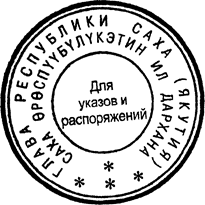 ГЛАВА РЕСПУБЛИКИ САХА (ЯКУТИЯ)
САХА ӨРӨСПҮҮБҮЛҮКЭТИН ИЛ ДАРХАНА
Для
указов и
распоряжений